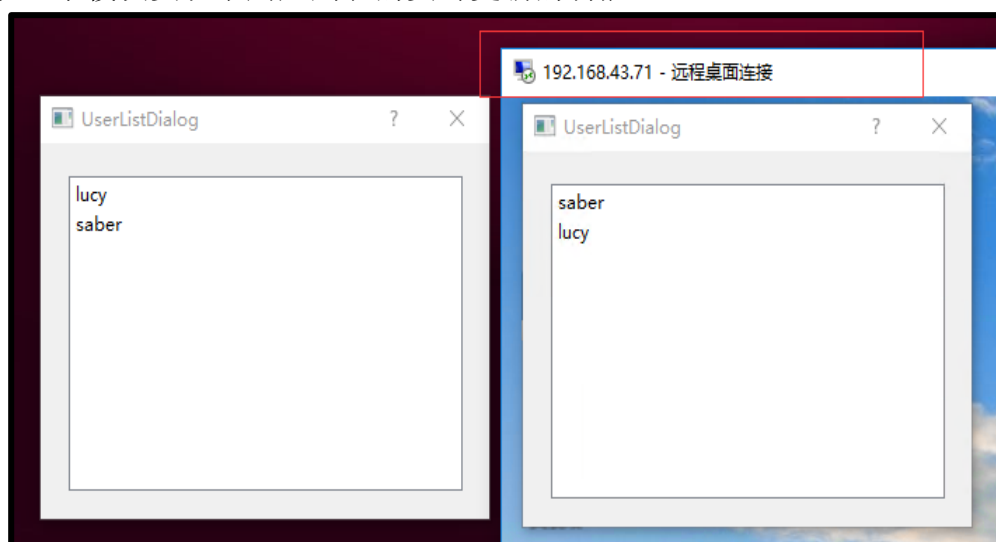 192.168.43.71 - 远程桌面连接
UserListDialog ?
lucy
saber
UserListDialog ?
saber
lucy